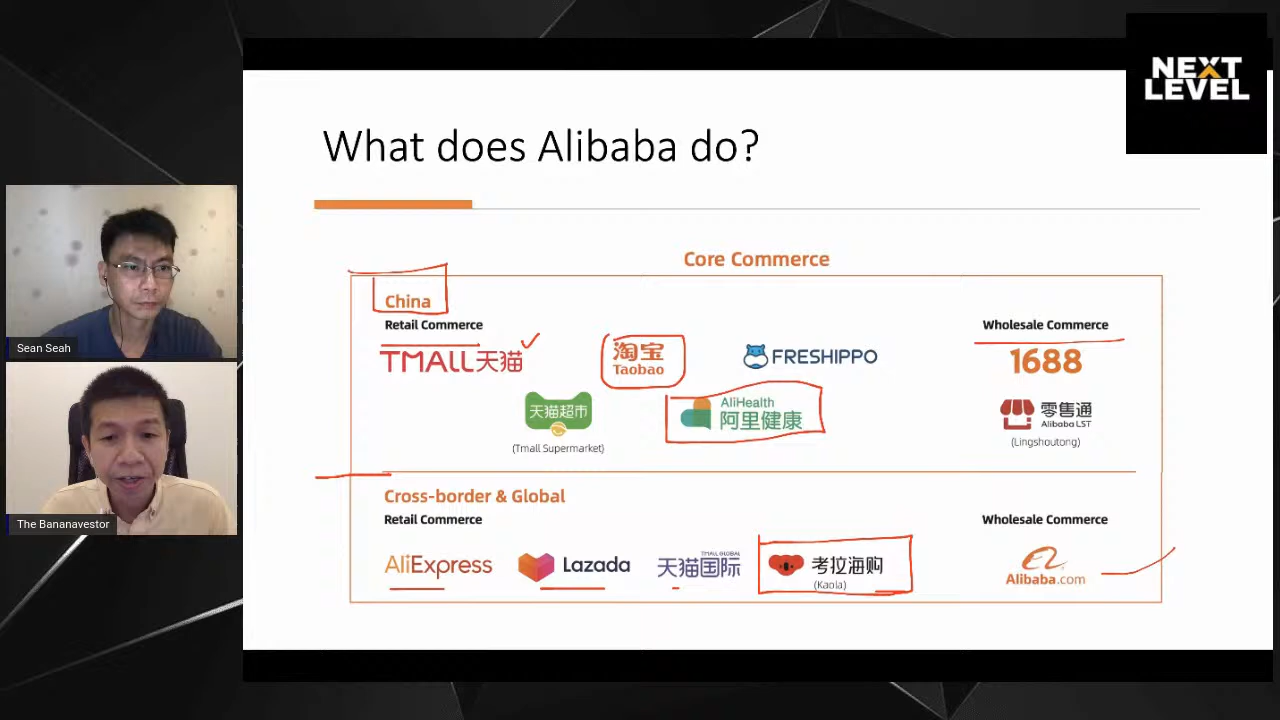 NEXT
LEVEL
What does Alibaba do?
Core Commerce
China
Retail Commerce
Wholesale Commerce
TMALL天猫
淘宝
Taobao
FRESHIPPO
1688
天猫超市
(Tmall Supermarket)
AliHealth
阿里健康
零售通
Alibaba LST
(Lingshoutong)
Cross-border & Global
Retail Commerce
Wholesale Commerce
AliExpress
Lazada
TMALL GLOBAL
天猫国际
考拉海购
(Kaola)
Alibaba.com
Sean Seah
The Bananavestor